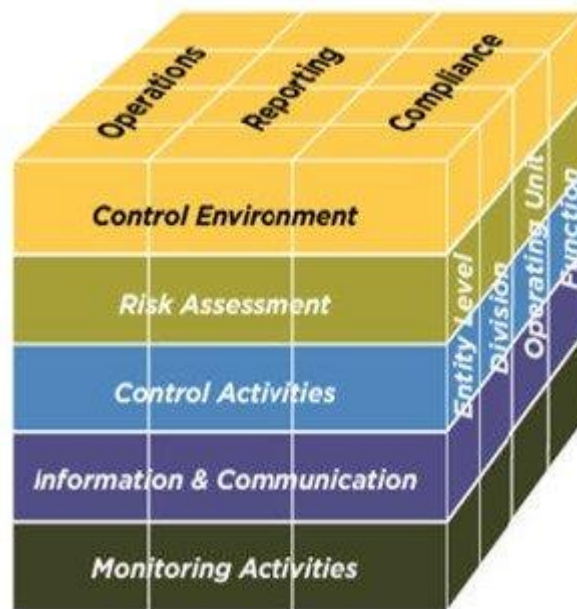 Operations
Reporting
Compliance
Control Environment
Risk Assessment
Control Activities
Information & Communication
Monitoring Activities
Entity Level
Division
Operating Unit
Function